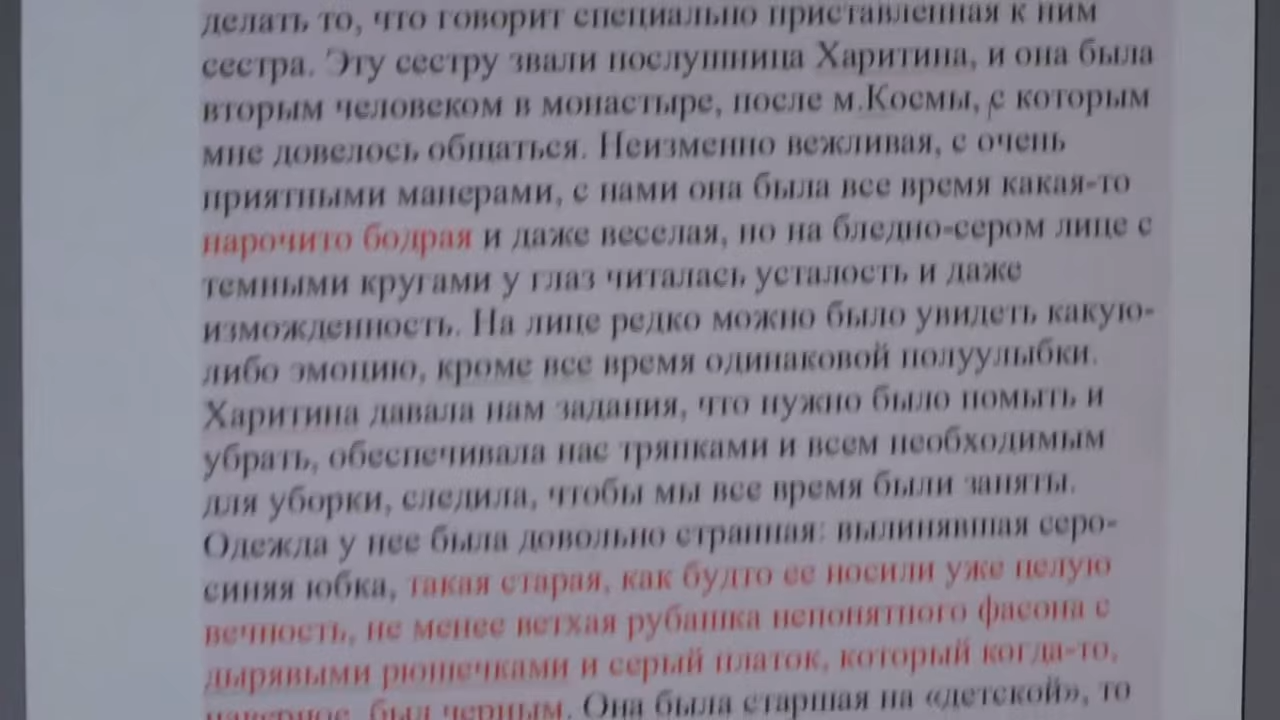 делать то, что говорит специально приставленная к ним
сестра. Эту сестру звали послушница Харитина, и она была
вторым человеком в монастыре, после м.Космы, с которым
мне довелось общаться. Неизменно вежливая, с очень
приятными манерами, с нами она была все время какая-то
нарочито бодрая и даже веселая, но на бледно-сером лице с
темными кругами у глаз читалась усталость и даже
изможденность. На лице редко можно было увидеть какую-
либо эмоцию, кроме все время одинаковой полуулыбки.
Харитина давала нам задания, что нужно было помыть и
убрать, обеспечивала нас тряпками и всем необходимым
для уборки, следила, чтобы мы все время были заняты.
Одежда у нее была довольно странная: вылинявшая серо-
синяя юбка, такая старая, как будто ее носили уже целую
вечность, не менее ветхая рубашка непонятного фасона с
дырявыми рюшечками и серый платок, который когда-то,
наверное, был черным. Она была старшая на «детской», то